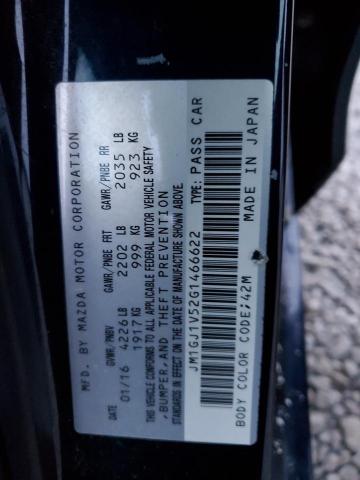 MFD. BY MAZDA MOTOR CORPORATION
DATE GVWR/PNBV GAWR/PNBE FRT GAWR/PNBE RR
01/16 4226 LB 2202 LB 2035 LB
1917 KG 999 KG 923 KG
THIS VEHICLE CONFORMS TO ALL APPLICABLE FEDERAL MOTOR VEHICLE SAFETY
,BUMPER,AND THEFT PREVENTION
STANDARDS IN EFFECT ON THE DATE OF MANUFACTURE SHOWN ABOVE.
JM1GJ1V52G1466622 TYPE: PASS CAR
BODY COLOR CODE;42M MADE IN JAPAN